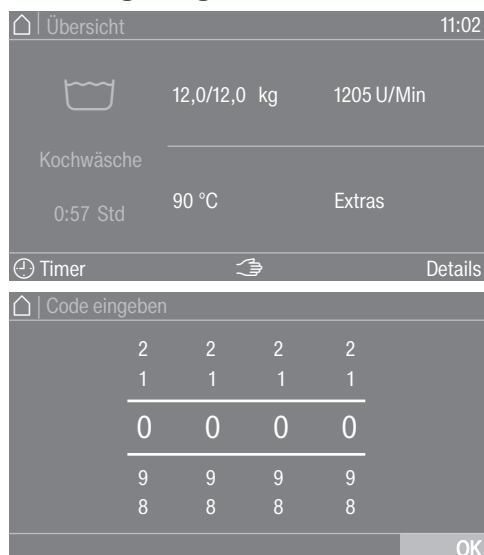 Übersicht 11:02
12,0/12,0 kg 1205 U/Min
Kochwäsche
90 °C Extras
0:57 Std
Timer Details
Code eingeben
2 2 2 2
1 1 1 1
0 0 0 0
9 9 9 9
8 8 8 8
OK